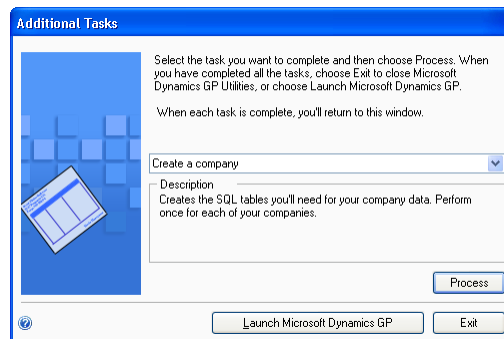 Additional Tasks
Select the task you want to complete and then choose Process. When
you have completed all the tasks, choose Exit to close Microsoft
Dynamics GP Utilities, or choose Launch Microsoft Dynamics GP.
When each task is complete, you'll return to this window.
Create a company
Description
Creates the SQL tables you'll need for your company data. Perform
once for each of your companies.
Process
Launch Microsoft Dynamics GP
Exit